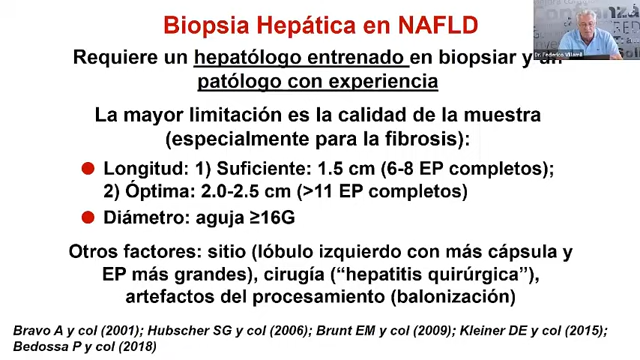 Biopsia Hepática en NAFLD
Requiere un hepatólogo entrenado en biopsiar y un
patólogo con experiencia
La mayor limitación es la calidad de la muestra
(especialmente para la fibrosis):
Longitud: 1) Suficiente: 1.5 cm (6-8 EP completos);
2) Óptima: 2.0-2.5 cm (>11 EP completos)
Diámetro: aguja ≥16G
Otros factores: sitio (lóbulo izquierdo con más cápsula y
EP más grandes), cirugía (“hepatitis quirúrgica”),
artefactos del procesamiento (balonización)
Bravo A y col (2001); Hubscher SG y col (2006); Brunt EM y col (2009); Kleiner DE y col (2015);
Bedossa P y col (2018)
Dr. Federico Villamil